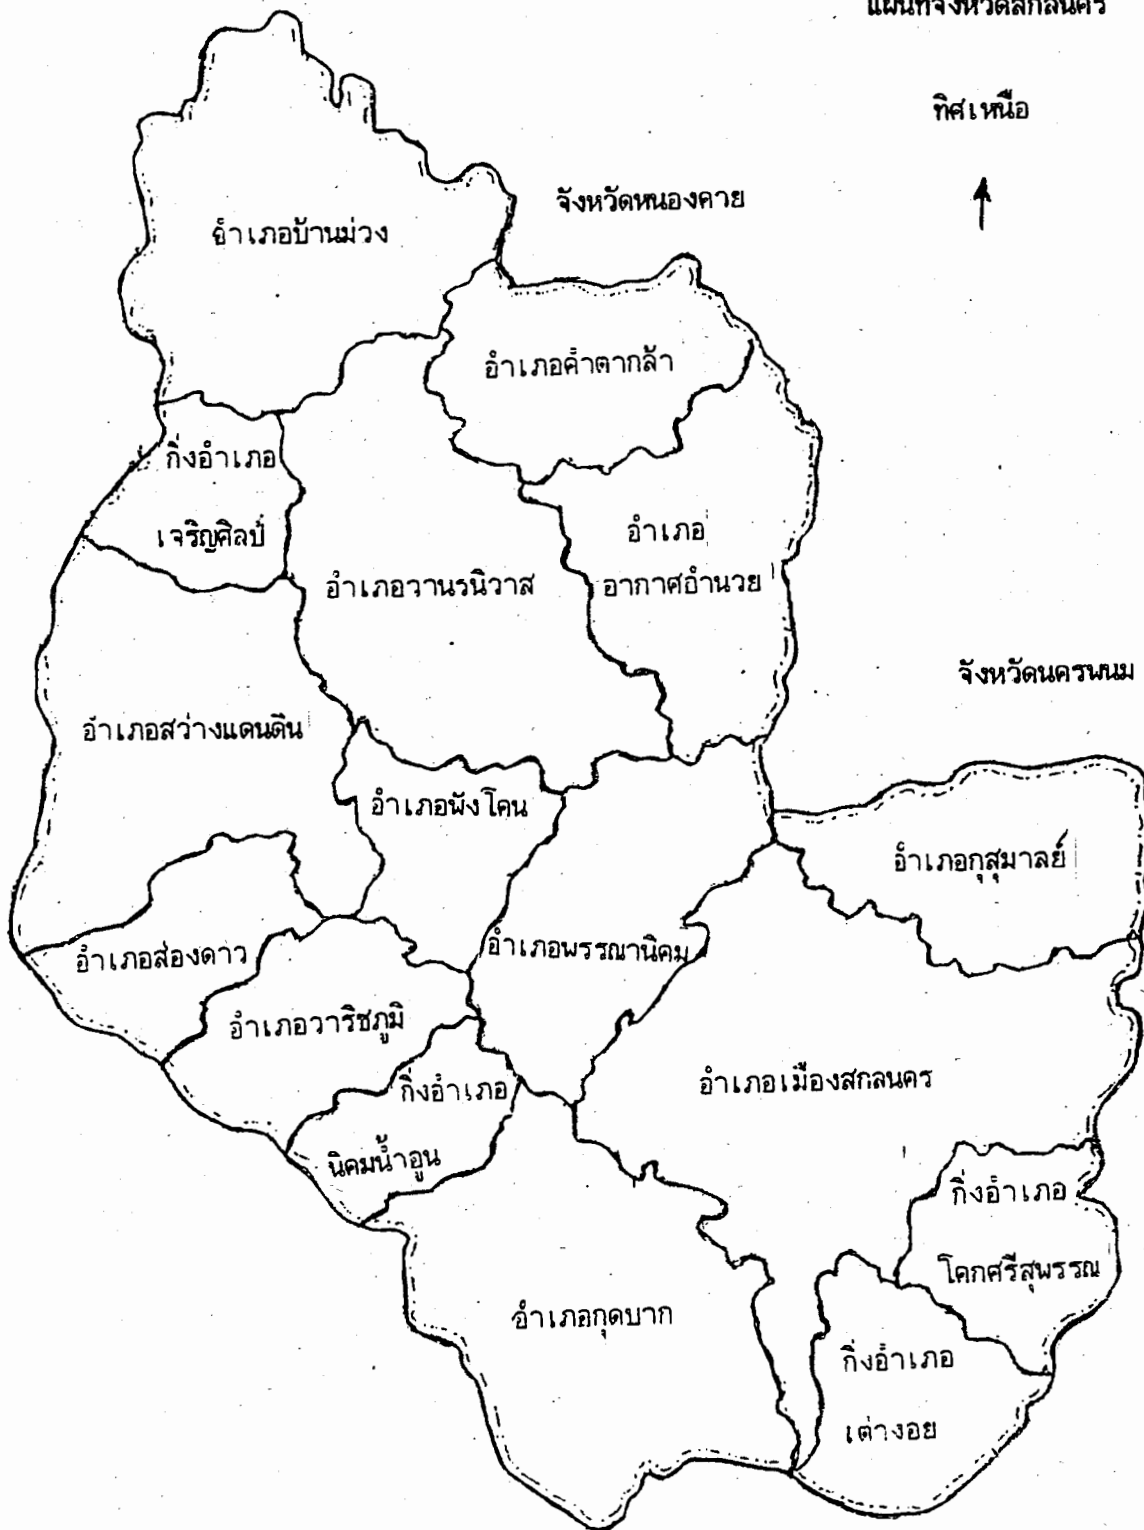 แผนที่จังหวัดสกลนคร
ทิศเหนือ
จังหวัดหนองคาย
อำเภอบ้านม่วง
อำเภอคำตากล้า
กิ่งอำเภอ
เจริญศิลป์
อำเภอ
อากาศอำนวย
อำเภอวานรนิวาส
จังหวัดนครพนม
อำเภอสว่างแดนดิน
อำเภอพังโคน
อำเภอกุสุมาลย์
อำเภอพรรณานิคม
อำเภอส่องดาว
อำเภอวาริชภูมิ
อำเภอเมืองสกลนคร
กิ่งอำเภอ
นิคมน้ำอูน
กิ่งอำเภอ
โคกศรีสุพรรณ
อำเภอกุดบาก
กิ่งอำเภอ
เต่างอย